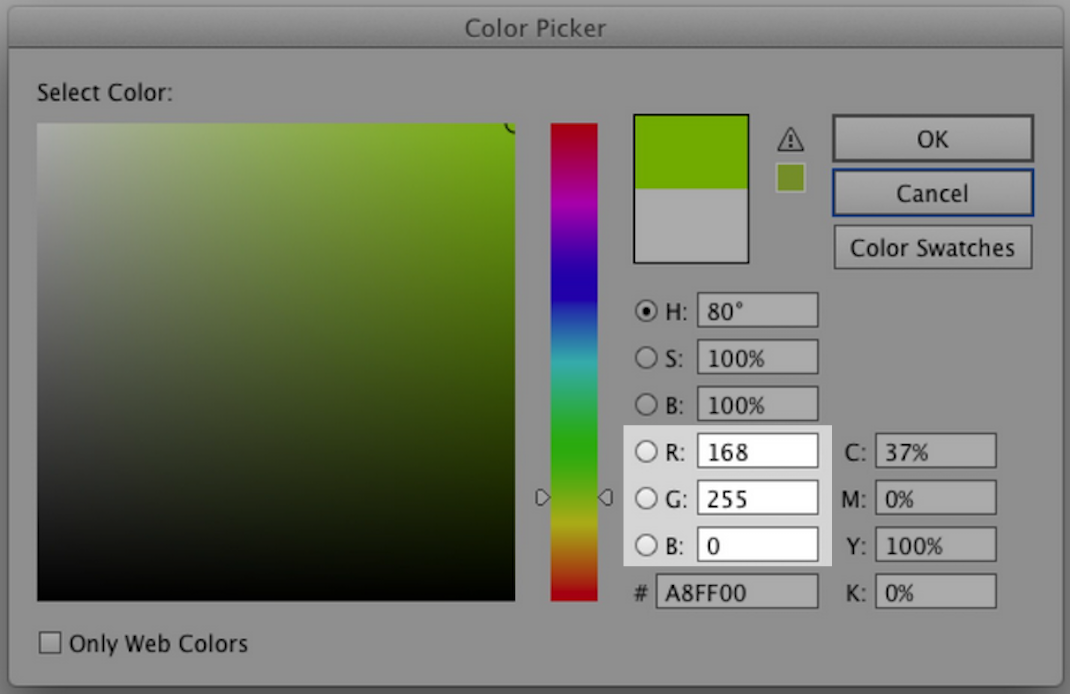 Color Picker
Select Color:
OK
Cancel
Color Swatches
H: 80°
S: 100%
B: 100%
R: 168
G: 255
B: 0
# A8FF00
C: 37%
M: 0%
Y: 100%
K: 0%
Only Web Colors